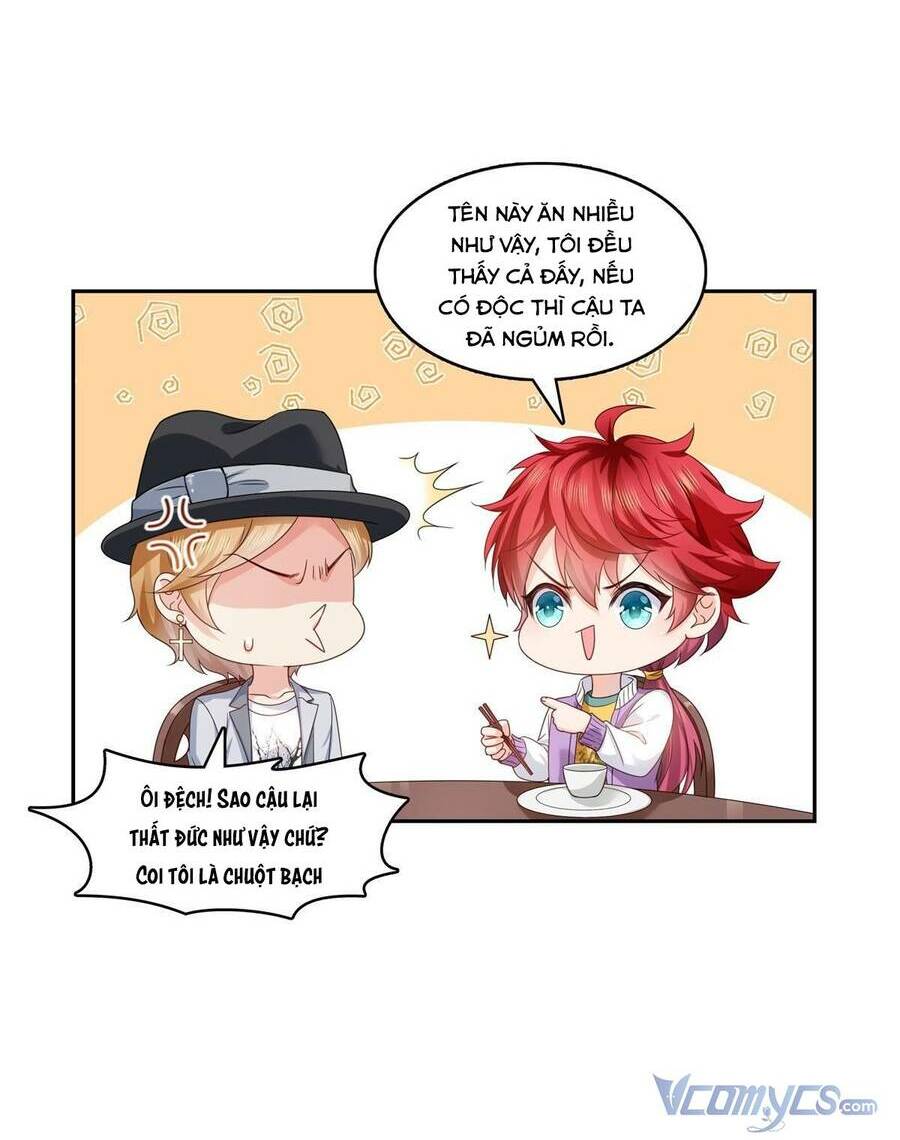 TÊN NÀY ĂN NHIỀU
NHƯ VẬY, TÔI ĐỀU
THẤY CẢ ĐẤY, NẾU
CÓ ĐỘC THÌ CẬU TA
ĐÃ NGỦM RỒI.
ÔI ĐỆCH! SAO CẬU LẠI
THẤT ĐỨC NHƯ VẬY CHỨ?
COI TÔI LÀ CHUỘT BẠCH
VCOMYCS.com